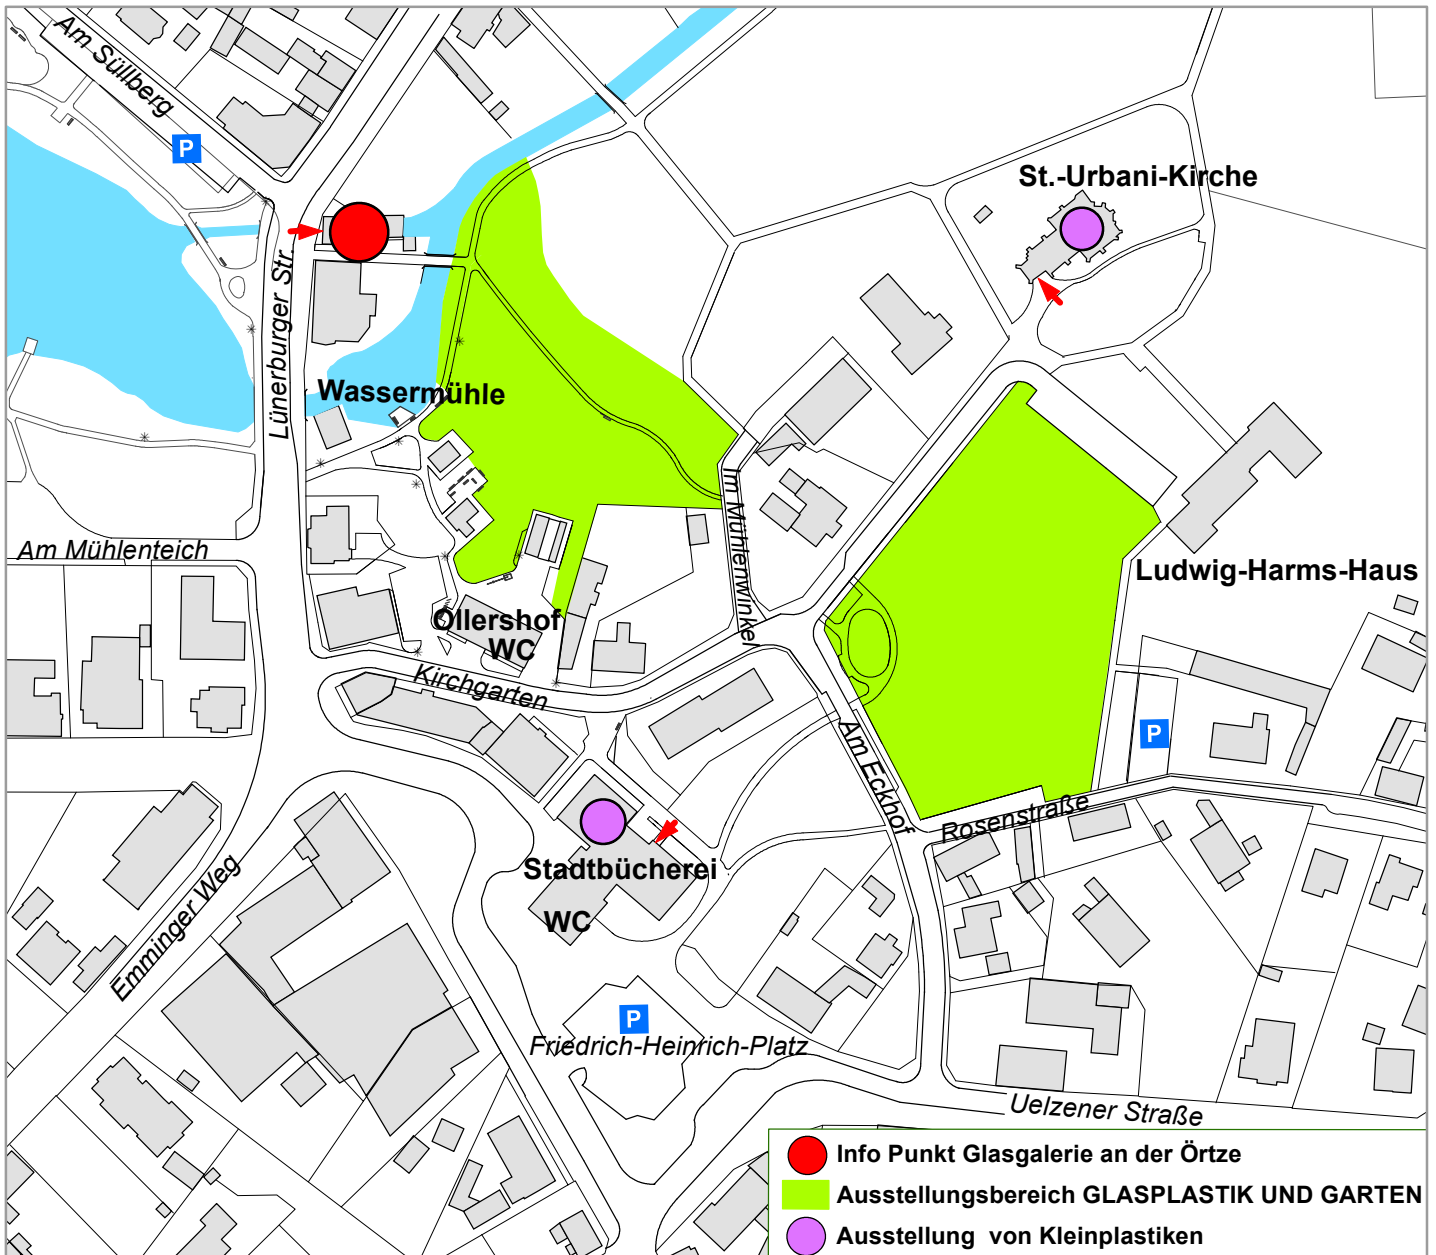 Am Süllberg
P
St.-Urbani-Kirche
Lünerburger Str.
Wassermühle
Im Mühlenwinkel
Am Mühlenteich
Ludwig-Harms-Haus
Ollershof
WC
Kirchgarten
P
Am Eckhof
Rosenstraße
Stadtbücherei
WC
Emminger Weg
P
Friedrich-Heinrich-Platz
Uelzener Straße
Info Punkt Glasgalerie an der Örtze
Ausstellungsbereich GLASPLASTIK UND GARTEN
Ausstellung von Kleinplastiken